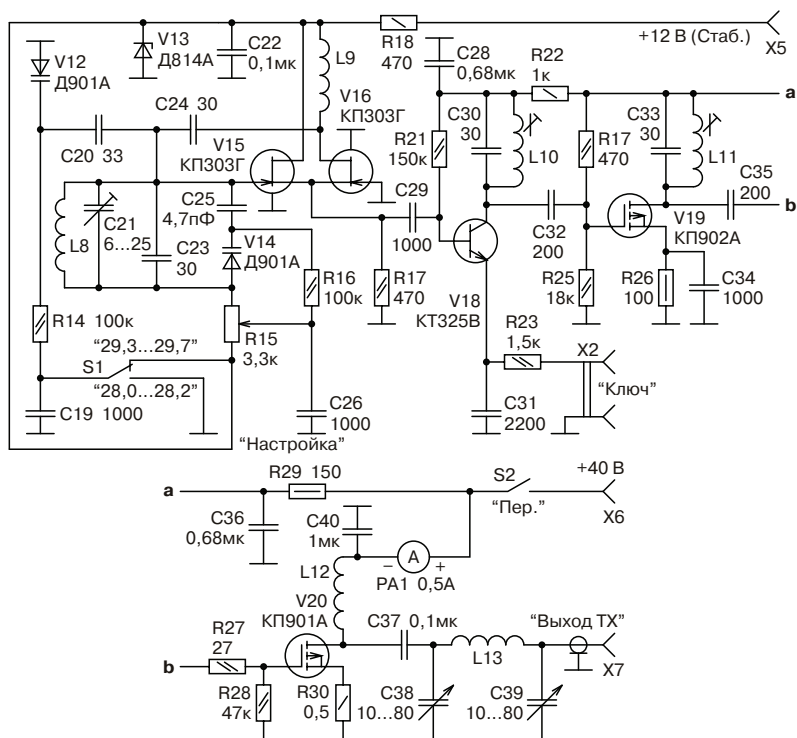 V12
Д901А
V13
Д814А
C22
0,1мк
L9
R18
470
+12 В (Стаб.)
X5
C28
0,68мк
R22
1к
a
C24 30
V16
КП303Г
C20 33
V15
КП303Г
R21
150к
C30
30
L10
R17
470
C33
30
L11
C35
200
b
L8
C21
6...25
C23
30
C25
4,7пФ
V14
Д901А
C29
1000
R16
100к
R17
470
V18
КТ325В
C32
200
V19
КП902А
R25
18к
R26
100
C34
1000
R14 100к
"29,3...29,7"
S1
"28,0...28,2"
R15
3,3к
C19 1000
"Настройка"
C26
1000
R23
1,5к
X2
"Ключ"
C31
2200
a
R29 150
S2
"Пер."
+40 В
X6
C36
0,68мк
C40
1мк
A
– +
PA1 0,5А
L12
V20
КП901А
C37 0,1мк
L13
"Выход ТХ"
X7
b
R27
27
R28
47к
R30
0,5
C38
10...80
C39
10...80